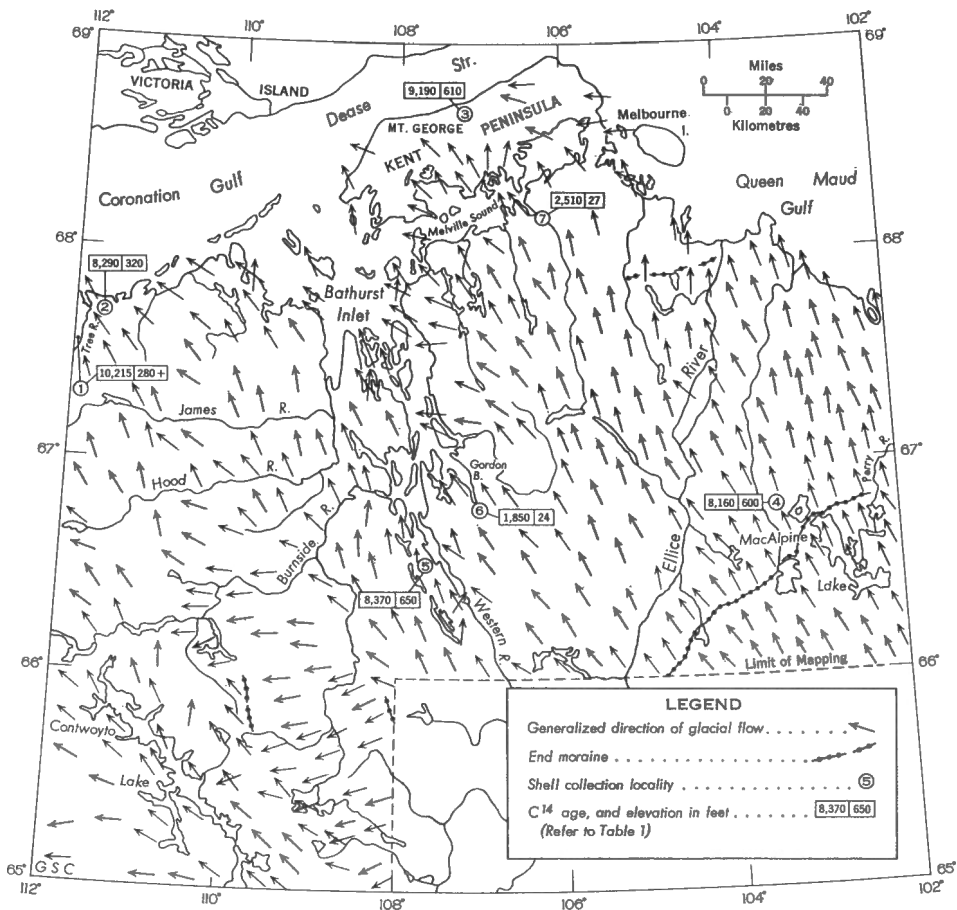 112°
110°
108°
106°
104°
102°
69°
69°
VICTORIA
ISLAND
Str.
Dease
9,190 610
3
MT. GEORGE
KENT
PENINSULA
Melbourne
I.
Miles
0 20 40
0 20 40
Kilometres
Coronation Gulf
Queen Maud
Gulf
Melville Sound
2,510 27
7
68°
68°
8,290 320
2
Bathurst
Inlet
Tree R.
1
10,215 280+
James R.
River
67°
67°
Hood R.
Gordon
B.
6
1,850 24
Perry R.
8,160 600
4
MacAlpine
Lake
Burnside R.
Ellice
5
8,370 650
Western R.
66°
66°
Limit of Mapping
Contwoyto
Lake
LEGEND
Generalized direction of glacial flow
End moraine
Shell collection locality 5
C14 age, and elevation in feet 8,370 650
(Refer to Table 1)
65°
GSC
65°
112°
110°
108°
106°
104°
102°